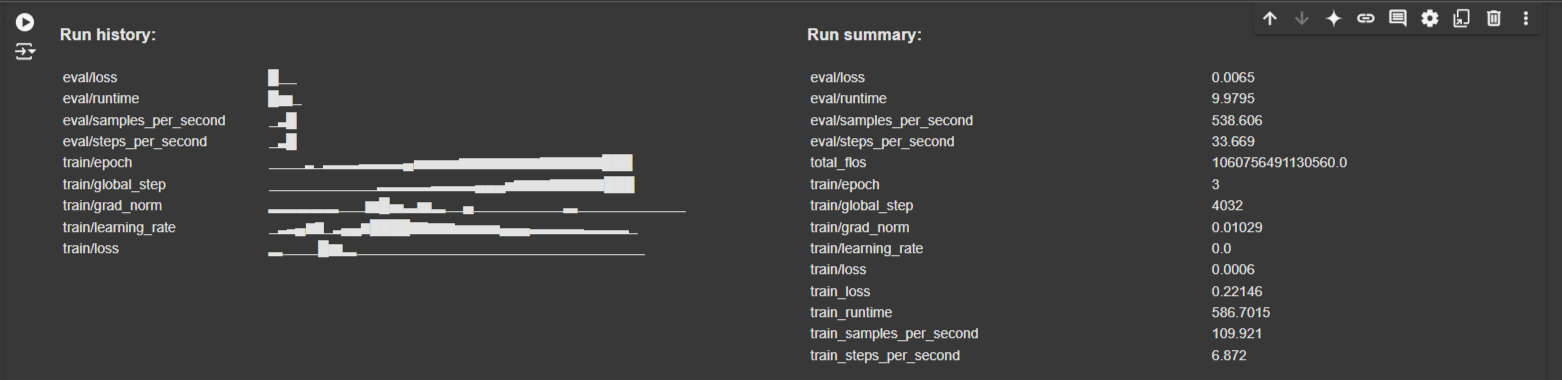 Run history:
eval/loss
eval/runtime
eval/samples_per_second
eval/steps_per_second
train/epoch
train/global_step
train/grad_norm
train/learning_rate
train/loss
Run summary:
eval/loss 0.0065
eval/runtime 9.9795
eval/samples_per_second 538.606
eval/steps_per_second 33.669
total_flos 1060756491130560.0
train/epoch 3
train/global_step 4032
train/grad_norm 0.01029
train/learning_rate 0.0
train/loss 0.0006
train_loss 0.22146
train_runtime 586.7015
train_samples_per_second 109.921
train_steps_per_second 6.872